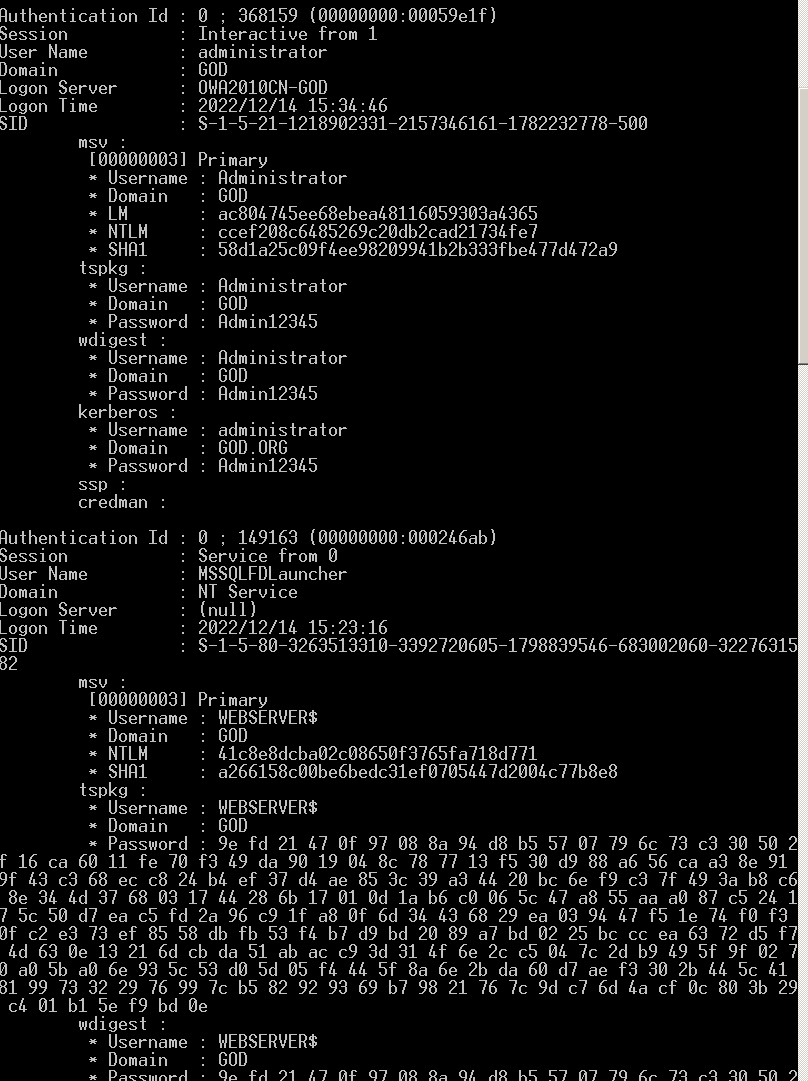 Authentication Id : 0 ; 368159 (00000000:00059e1f)
Session           : Interactive from 1
User Name         : administrator
Domain            : GOD
Logon Server      : OWA2010CN-GOD
Logon Time        : 2022/12/14 15:34:46
SID               : S-1-5-21-1218902331-2157346161-1782232778-500
        msv :
         [00000003] Primary
         * Username : Administrator
         * Domain   : GOD
         * LM       : ac804745ee68ebea48116059303a4365
         * NTLM     : ccef208c6485269c20db2cad21734fe7
         * SHA1     : 58d1a25c09f4ee98209941b2b333fbe477d472a9
        tspkg :
         * Username : Administrator
         * Domain   : GOD
         * Password : Admin12345
        wdigest :
         * Username : Administrator
         * Domain   : GOD
         * Password : Admin12345
        kerberos :
         * Username : administrator
         * Domain   : GOD.ORG
         * Password : Admin12345
        ssp :
        credman :
Authentication Id : 0 ; 149163 (00000000:000246ab)
Session           : Service from 0
User Name         : MSSQLFDLauncher
Domain            : NT Service
Logon Server      : (null)
Logon Time        : 2022/12/14 15:23:16
SID               : S-1-5-80-3263513310-3392720605-1798839546-683002060-32276315
82
        msv :
         [00000003] Primary
         * Username : WEBSERVER$
         * Domain   : GOD
         * NTLM     : 41c8e8dcba02c08650f3765fa718d771
         * SHA1     : a266158c00be6bedc31ef0705447d2004c77b8e8
        tspkg :
         * Username : WEBSERVER$
         * Domain   : GOD
         * Password : 9e fd 21 47 0f 97 08 8a 94 d8 b5 57 07 79 6c 73 c3 30 50 2
f 16 ca 60 11 fe 70 f3 49 da 90 19 04 8c 78 77 13 f5 30 d9 88 a6 56 ca a3 8e 91
9f 43 c3 68 ec c8 24 b4 ef 37 d4 ae 85 3c 39 a3 44 20 bc 6e f9 c3 7f 49 3a b8 c6
 8e 34 4d 37 68 03 17 44 28 6b 17 01 0d 1a b6 c0 06 5c 47 a8 55 aa a0 87 c5 24 1
7 5c 50 d7 ea c5 fd 2a 96 c9 1f a8 0f 6d 34 43 68 29 ea 03 94 47 f5 1e 74 f0 f3
0f c2 e3 73 ef 85 58 db fb 53 f4 b7 d9 bd 20 89 a7 bd 02 25 bc cc ea 63 72 d5 f7
 4d 63 0e 13 21 6d cb da 51 ab ac c9 3d 31 4f 6e 2c c5 04 7c 2d b9 49 5f 9f 02 7
0 a0 5b a0 6e 93 5c 53 d0 5d 05 f4 44 5f 8a 6e 2b da 60 d7 ae f3 30 2b 44 5c 41
81 99 73 32 29 76 99 7c b5 82 92 93 69 b7 98 21 76 7c 9d c7 6d 4a cf 0c 80 3b 29
 c4 01 b1 5e f9 bd 0e
        wdigest :
         * Username : WEBSERVER$
         * Domain   : GOD
         * Password : 9e fd 21 47 0f 97 08 8a 94 d8 b5 57 07 79 6c 73 c3 30 50 2